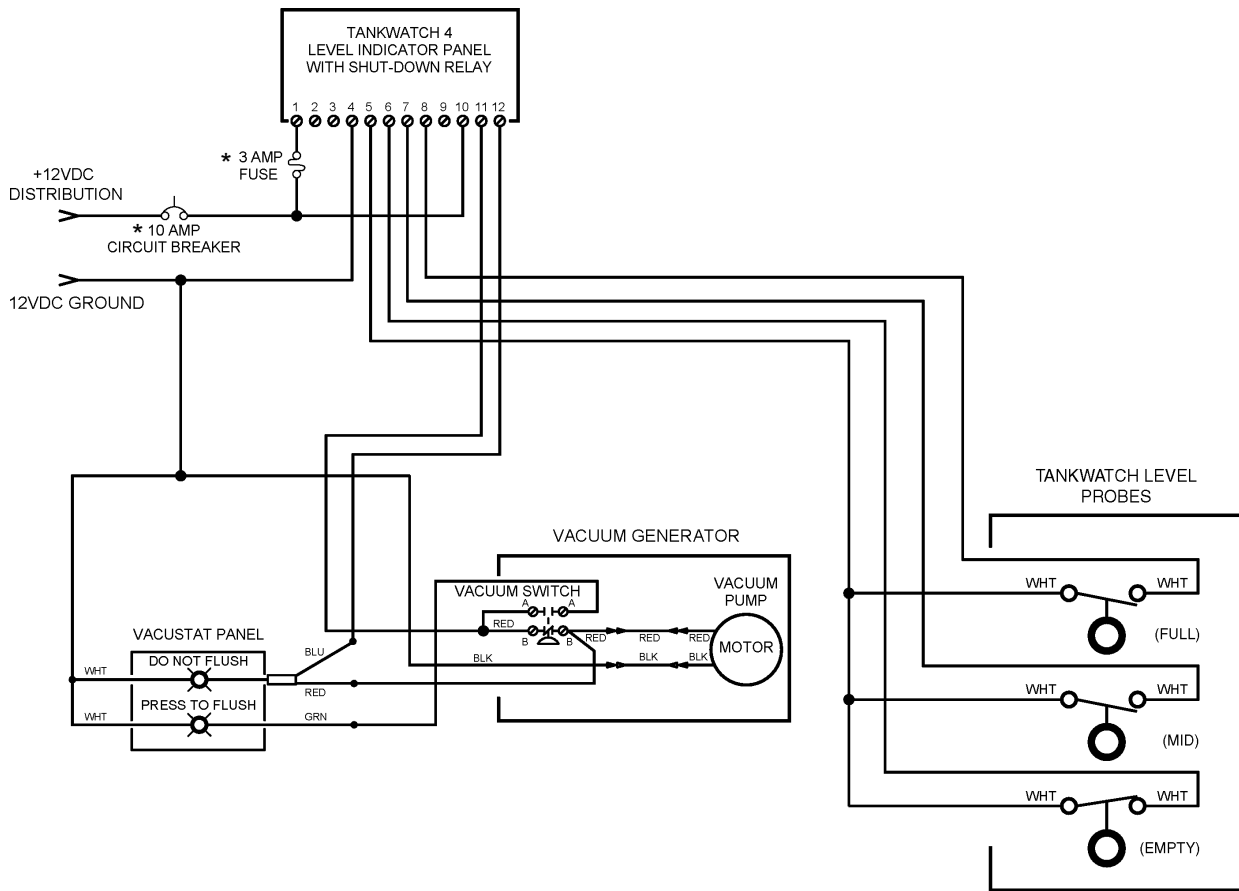 TANKWATCH 4
LEVEL INDICATOR PANEL
WITH SHUT-DOWN RELAY
1 2 3 4 5 6 7 8 9 10 11 12
* 3 AMP
FUSE
+12VDC
DISTRIBUTION
* 10 AMP
CIRCUIT BREAKER
12VDC GROUND
TANKWATCH LEVEL
PROBES
VACUUM GENERATOR
VACUUM SWITCH
VACUUM
PUMP
A A
RED
B B
RED RED RED
MOTOR
BLK BLK BLK
WHT WHT
(FULL)
WHT WHT
(MID)
WHT WHT
(EMPTY)
VACUSTAT PANEL
DO NOT FLUSH
WHT
BLU
RED
PRESS TO FLUSH
WHT
GRN